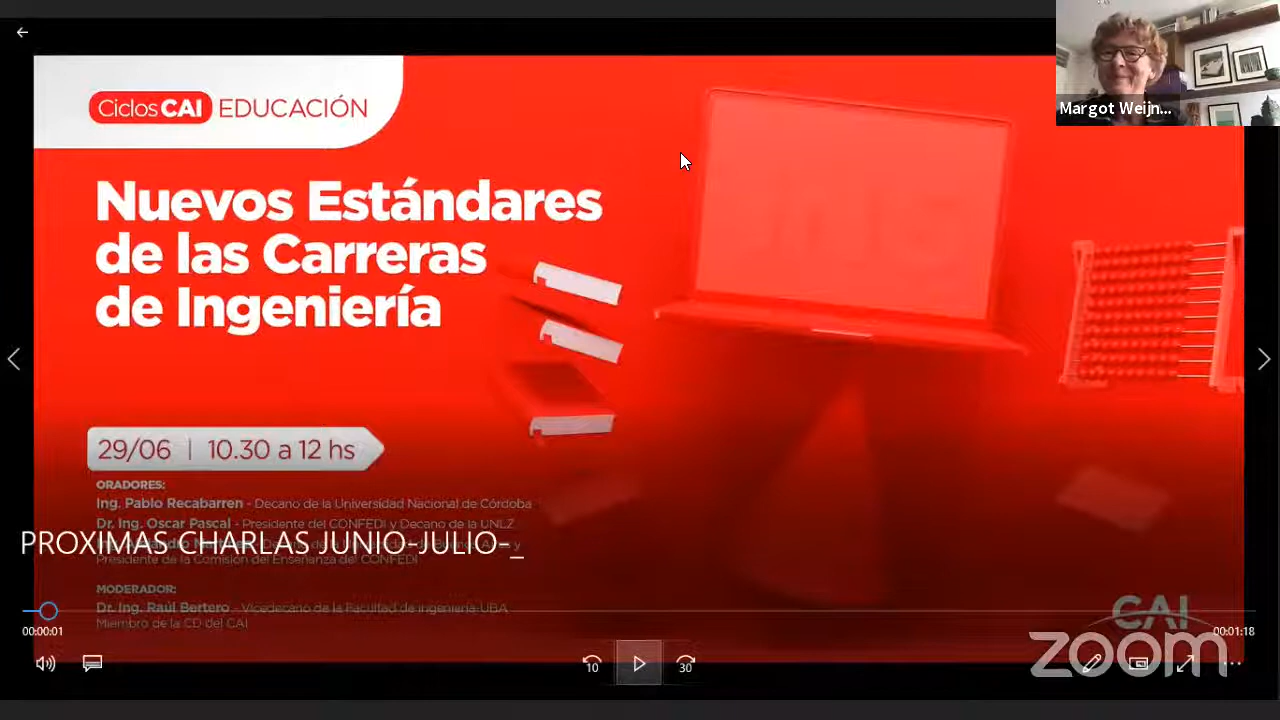 Ciclos CAI EDUCACIÓN
Margot Weijn...
Nuevos Estándares
de las Carreras
de Ingeniería
29/06 | 10.30 a 12 hs
ORADORES:
Ing. Pablo Recabarren - Decano de la Universidad Nacional de Córdoba
Dr. Ing. Oscar Pascal - Presidente del CONFEDI y Decano de la UNLZ
PROXIMAS CHARLAS JUNIO-JULIO-_
Presidente de la Comisión del Enseñanza del CONFEDI
MODERADOR:
Dr. Ing. Raúl Bertero - Vicedecano de la Facultad de Ingeniería-UBA
Miembro de la CD del CAI
CAI
00:00:01
00:01:18
zoom
10
30